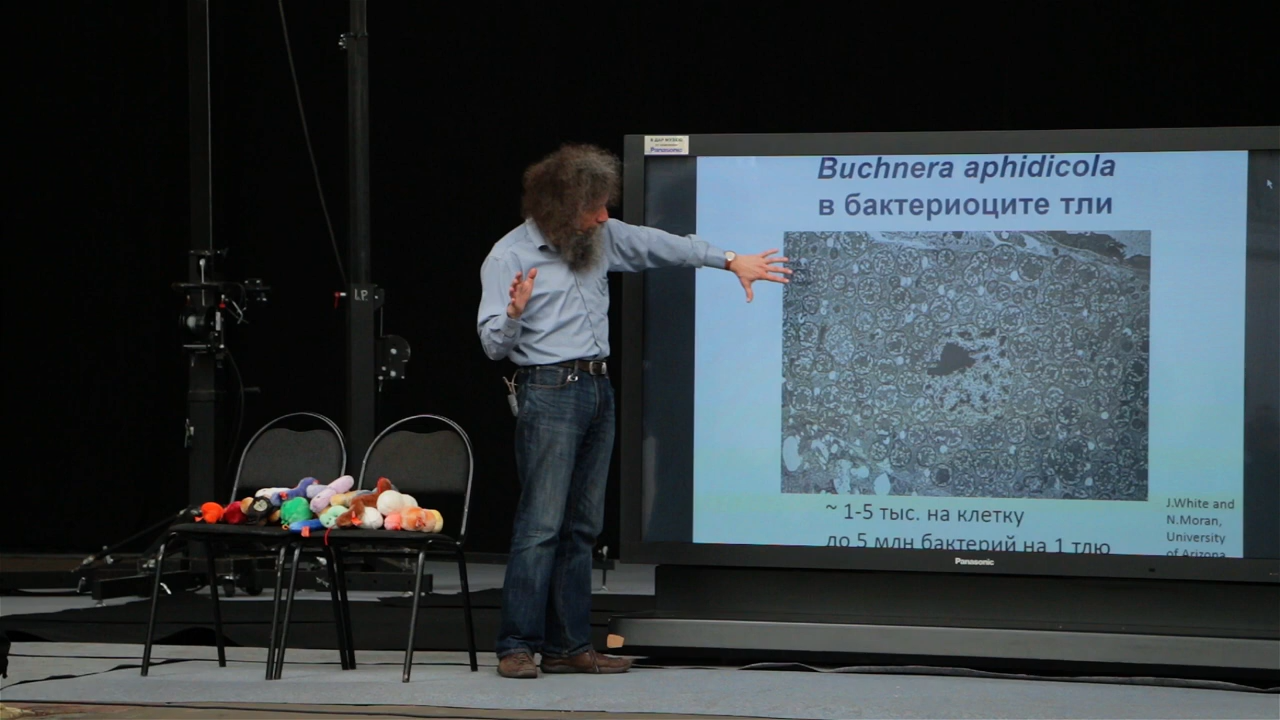 Panasonic
Buchnera aphidicola
в бактериоците тли
~ 1-5 тыс. на клетку
до 5 млн бактерий на 1 тлю
J.White and
N.Moran,
University
of Arizona
Panasonic
I.P.